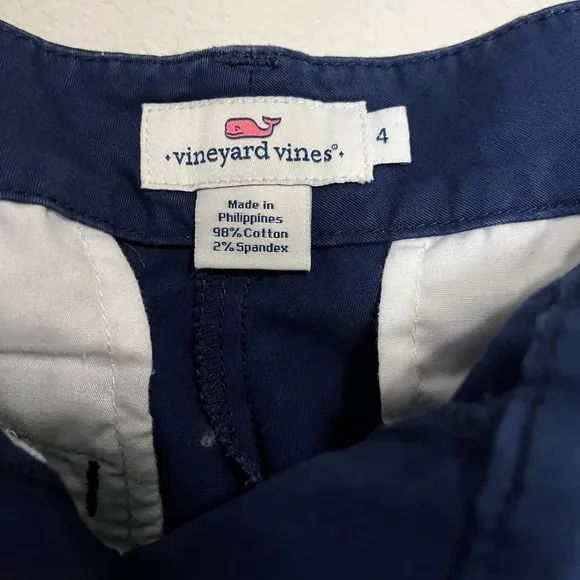 vineyard vines®
4
Made in
Philippines
98% Cotton
2% Spandex